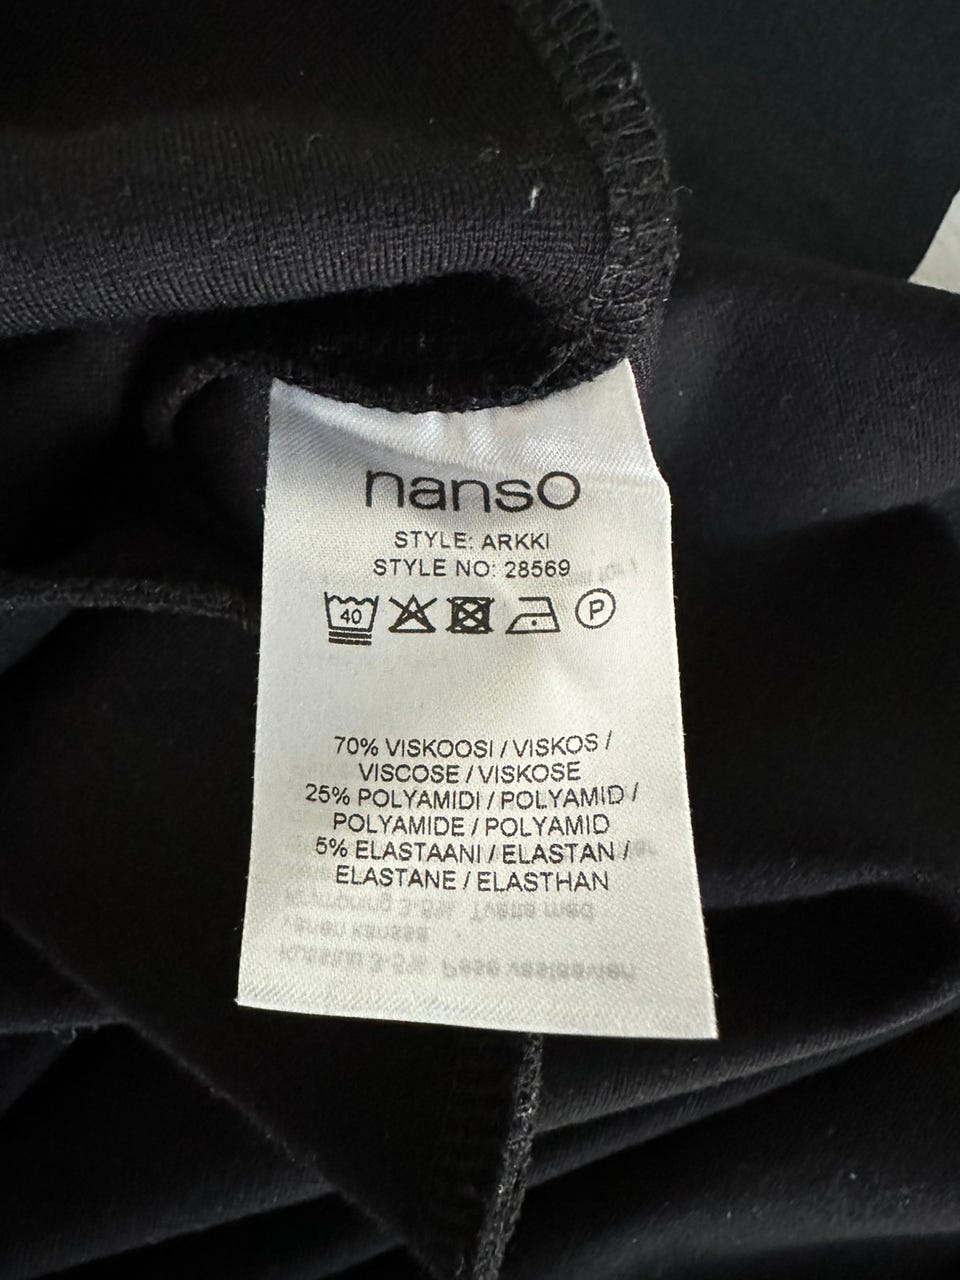 nanso
STYLE: ARKKI
STYLE NO: 28569
40 P
70% VISKOOSI / VISKOS /
VISCOSE / VISKOSE
25% POLYAMIDI / POLYAMID /
POLYAMIDE / POLYAMID
5% ELASTAANI / ELASTAN /
ELASTANE / ELASTHAN